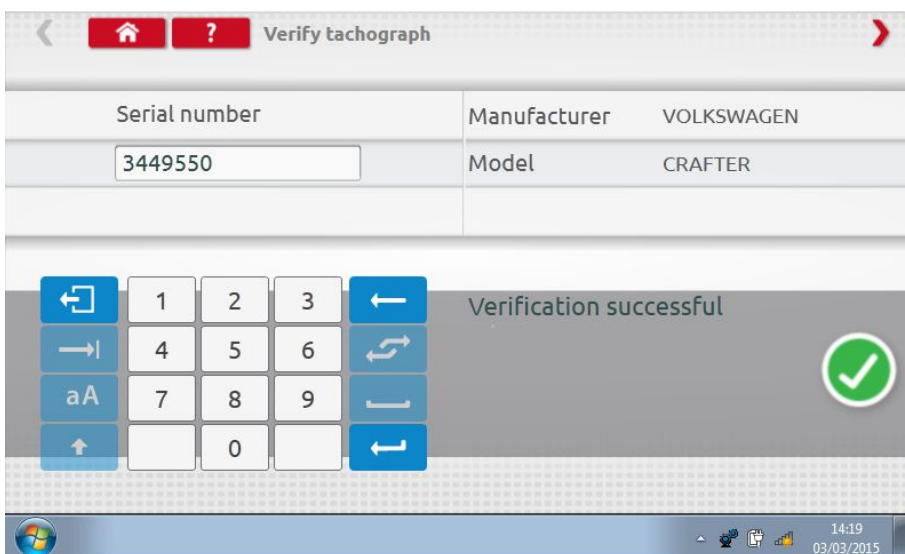 ? Verify tachograph
Serial number
3449550
Manufacturer VOLKSWAGEN
Model CRAFTER
1 2 3
4 5 6
aA 7 8 9
0
Verification successful
14:19
03/03/2015